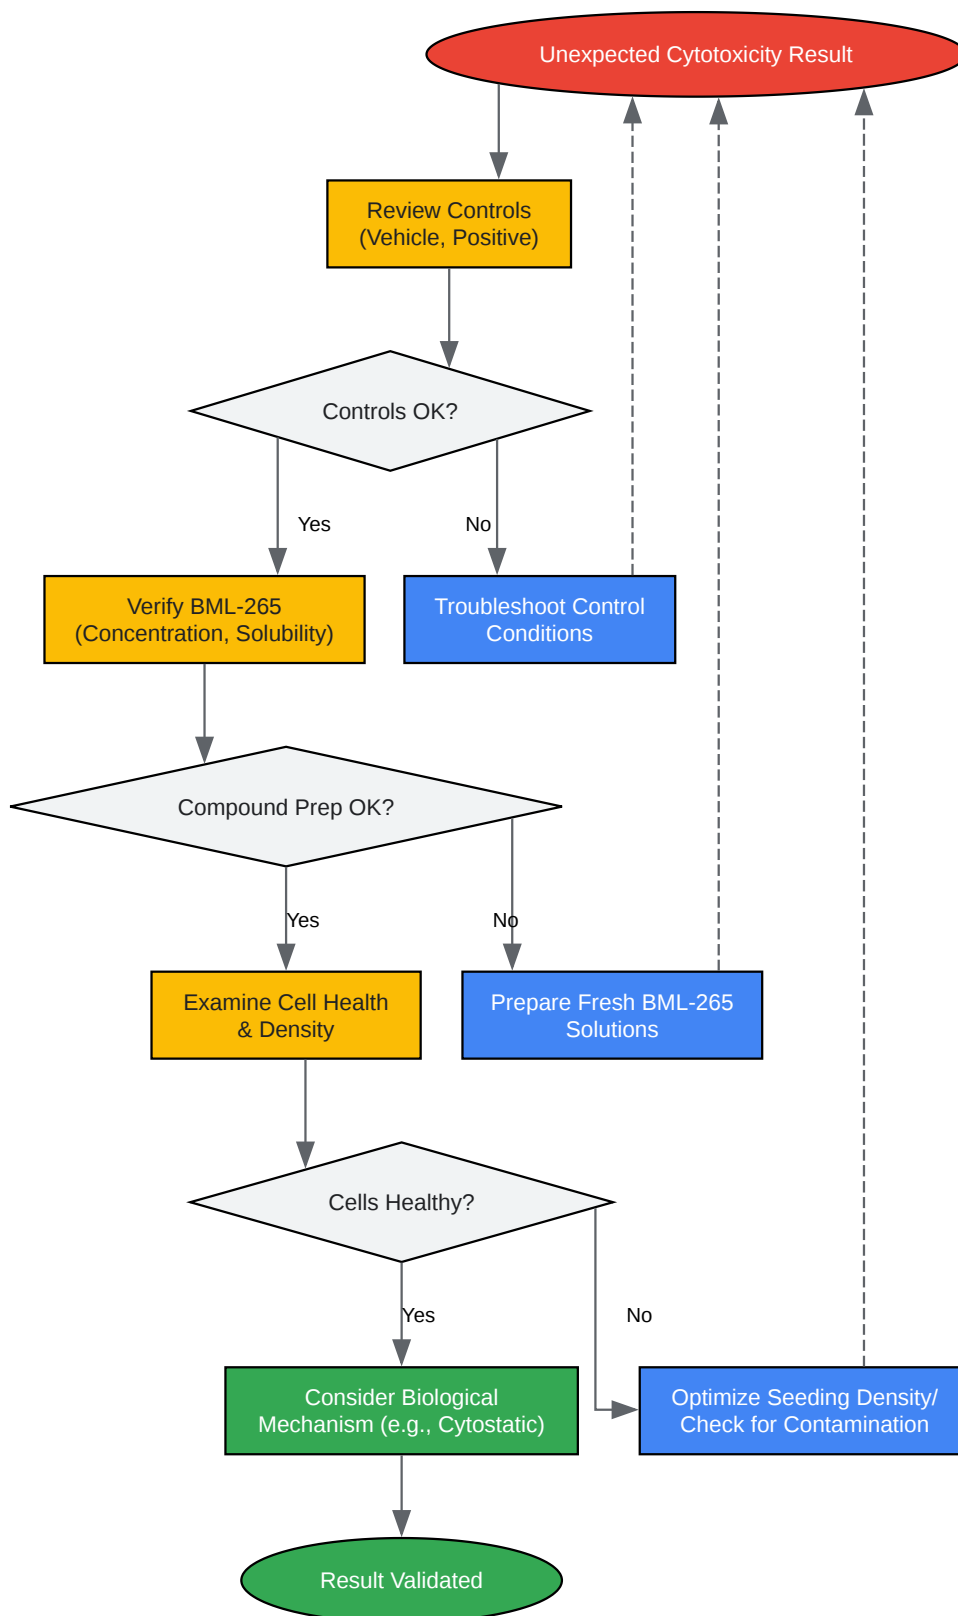 Unexpected Cytotoxicity Result
Review Controls
(Vehicle, Positive)
Controls OK?
Yes
No
Verify BML-265
(Concentration, Solubility)
Troubleshoot Control
Conditions
Compound Prep OK?
Yes
No
Examine Cell Health
& Density
Prepare Fresh BML-265
Solutions
Cells Healthy?
Yes
No
Consider Biological
Mechanism (e.g., Cytostatic)
Optimize Seeding Density/
Check for Contamination
Result Validated